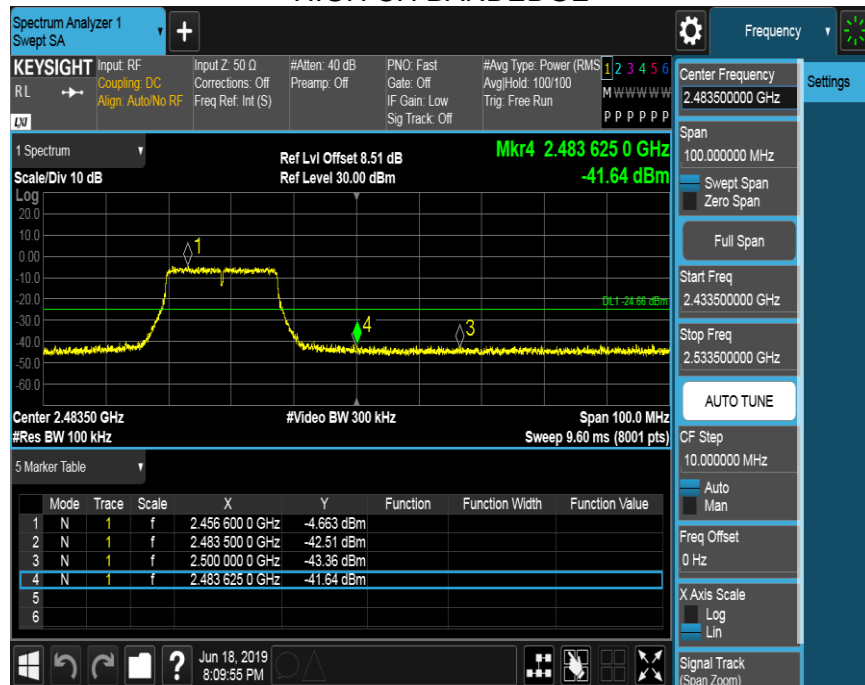 HIGH CH BANDEDGE
Spectrum Analyzer 1
Swept SA
Frequency
KEYSIGHT
RL
LXI
Input: RF
Coupling: DC
Align: Auto/No RF
Input Z: 50 Ω
Corrections: Off
Freq Ref: Int (S)
#Atten: 40 dB
Preamp: Off
PNO: Fast
Gate: Off
IF Gain: Low
Sig Track: Off
#Avg Type: Power (RMS
Avg|Hold: 100/100
Trig: Free Run
1 2 3 4 5 6
M W W W W W
P P P P P P
1 Spectrum
Scale/Div 10 dB
Ref Lvl Offset 8.51 dB
Ref Level 30.00 dBm
Mkr4 2.483 625 0 GHz
-41.64 dBm
Log
20.0
10.0
0.00
-10.0
-20.0
-30.0
-40.0
-50.0
-60.0
1
4
3
DL1 -24.66 dBm
Center 2.48350 GHz
#Res BW 100 kHz
#Video BW 300 kHz
Span 100.0 MHz
Sweep 9.60 ms (8001 pts)
5 Marker Table
Mode Trace Scale X Y Function Function Width Function Value
1 N 1 f 2.456 600 0 GHz -4.663 dBm
2 N 1 f 2.483 500 0 GHz -42.51 dBm
3 N 1 f 2.500 000 0 GHz -43.36 dBm
4 N 1 f 2.483 625 0 GHz -41.64 dBm
5
6
?
Jun 18, 2019
8:09:55 PM
Center Frequency
2.483500000 GHz
Settings
Span
100.000000 MHz
Swept Span
Zero Span
Full Span
Start Freq
2.433500000 GHz
Stop Freq
2.533500000 GHz
AUTO TUNE
CF Step
10.000000 MHz
Auto
Man
Freq Offset
0 Hz
X Axis Scale
Log
Lin
Signal Track
(Span Zoom)